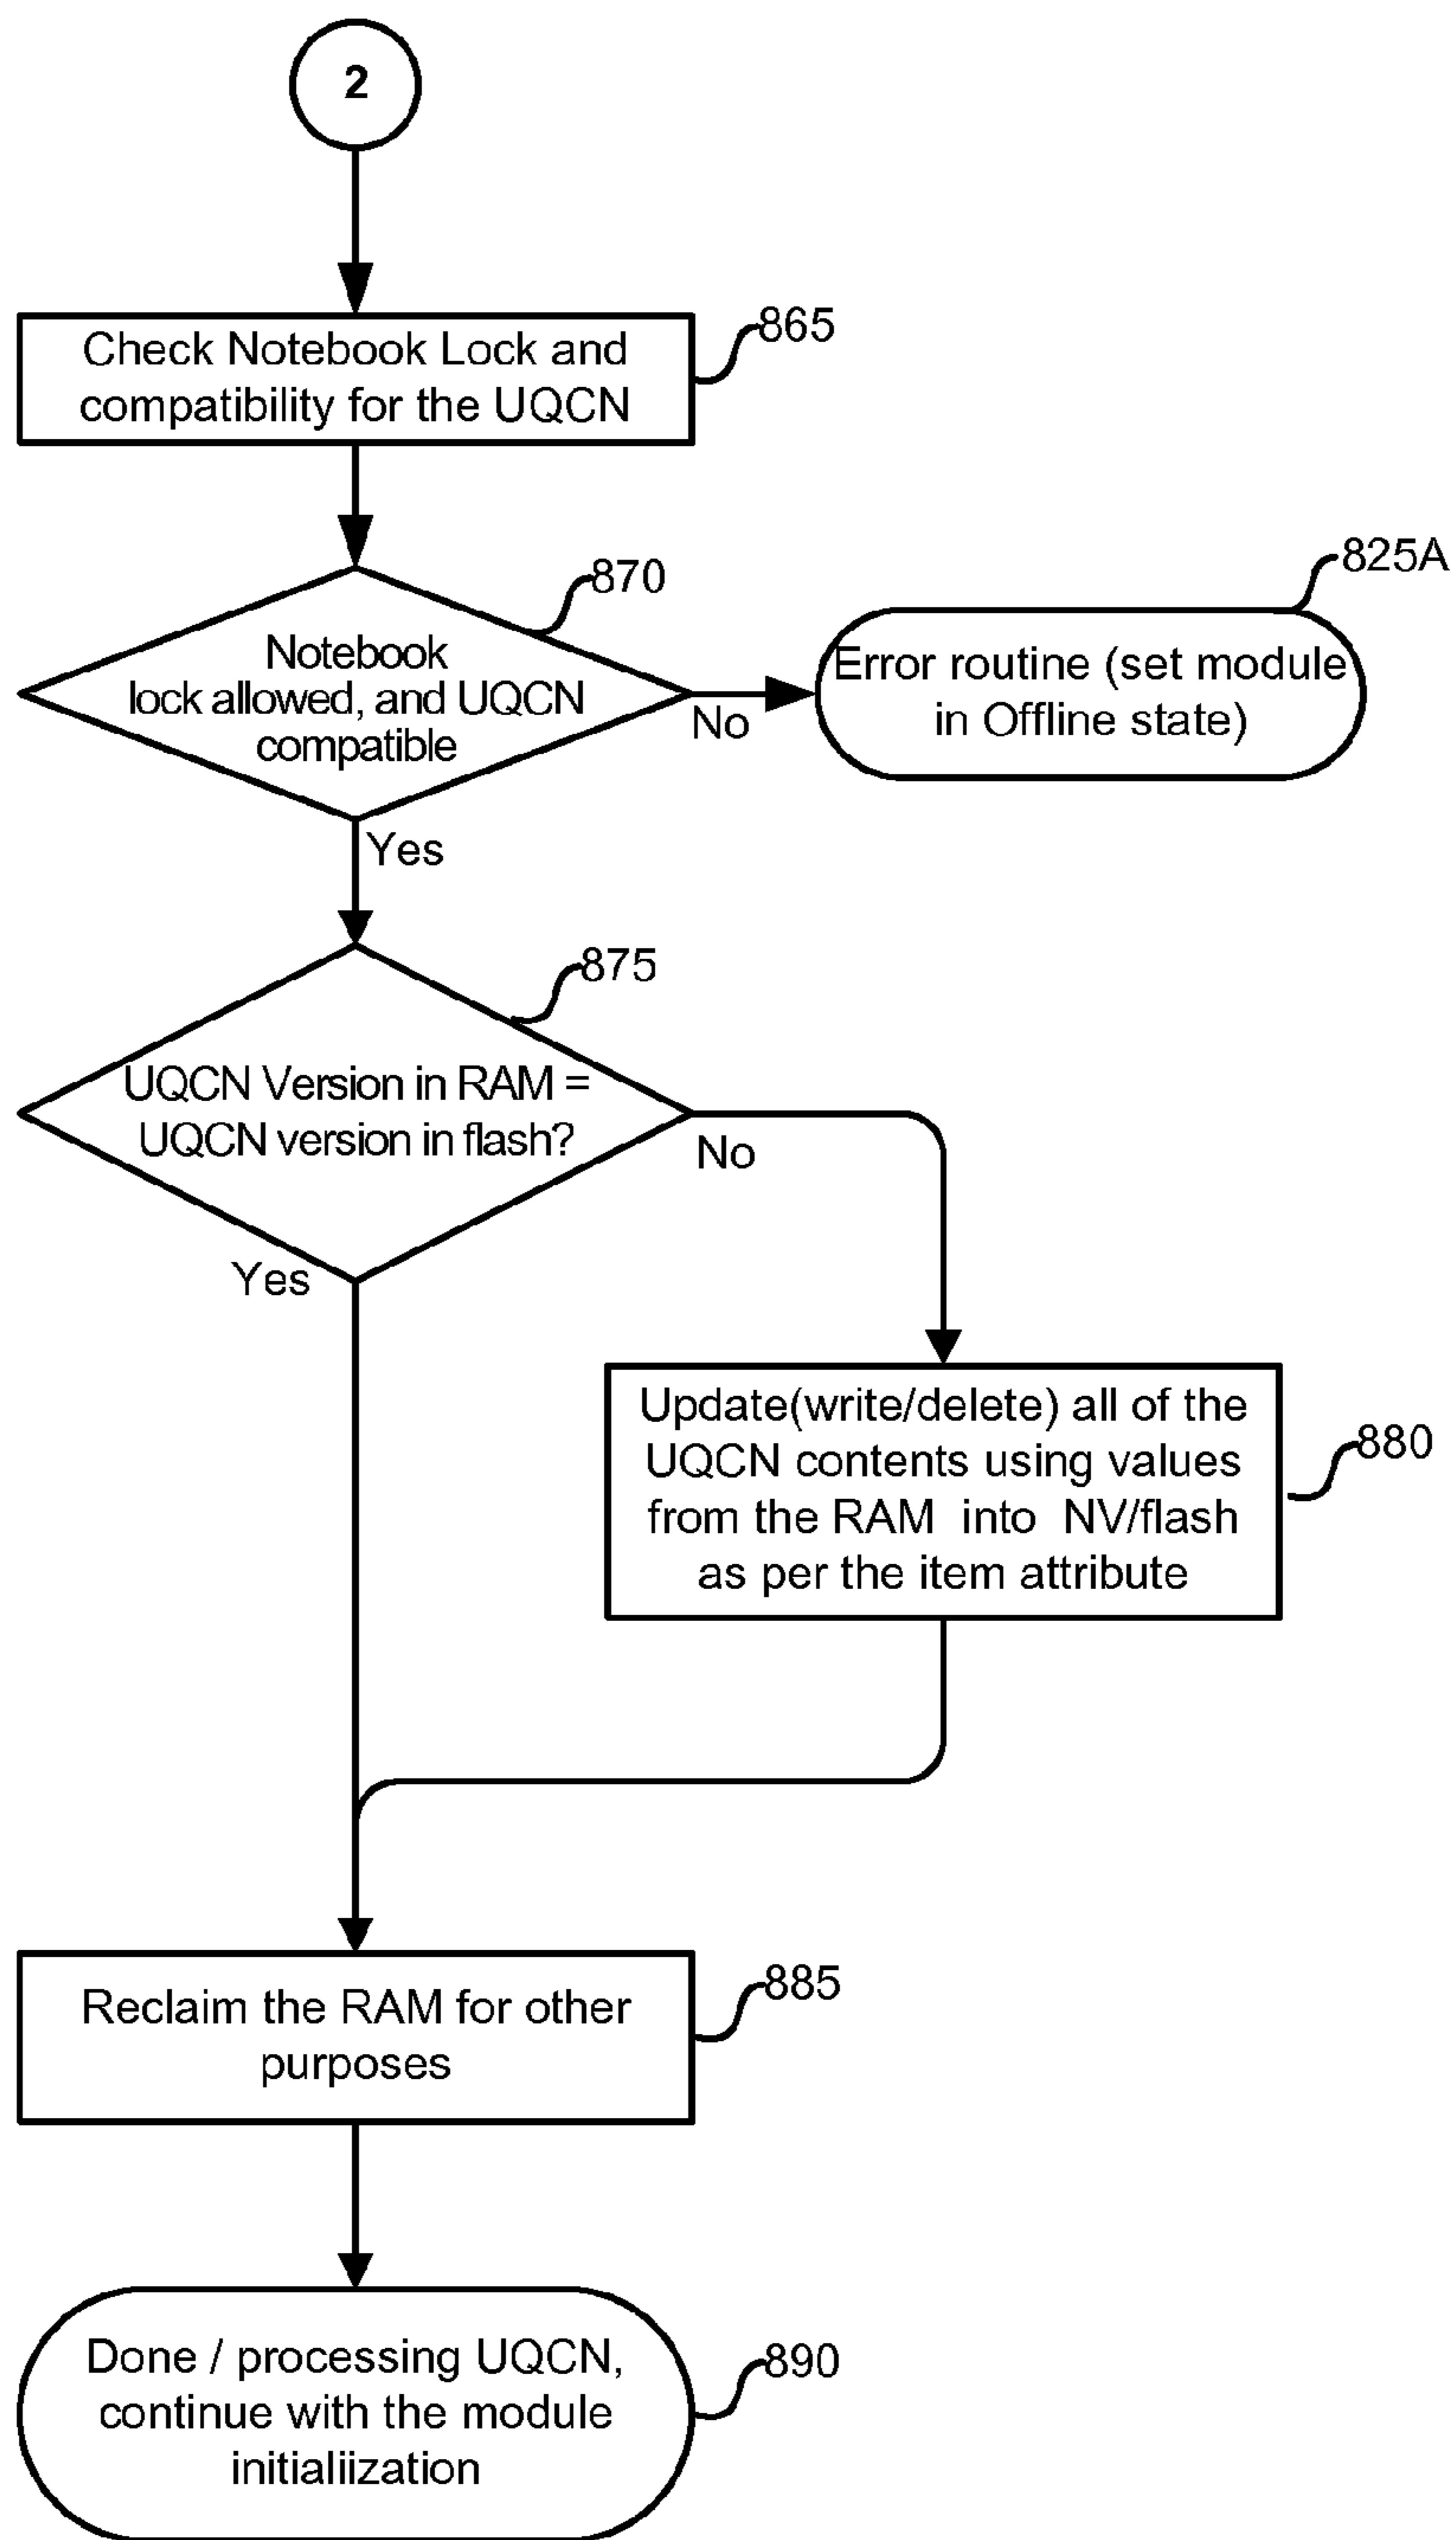 2
Check Notebook Lock and
compatibility for the UQCN
865
870
Notebook
lock allowed, and UQCN
compatible
No
825A
Error routine (set module
in Offline state)
Yes
875
UQCN Version in RAM =
UQCN version in flash?
No
Yes
Update(write/delete) all of the
UQCN contents using values
from the RAM into NV/flash
as per the item attribute
880
Reclaim the RAM for other
purposes
885
Done / processing UQCN,
continue with the module
initialiization
890